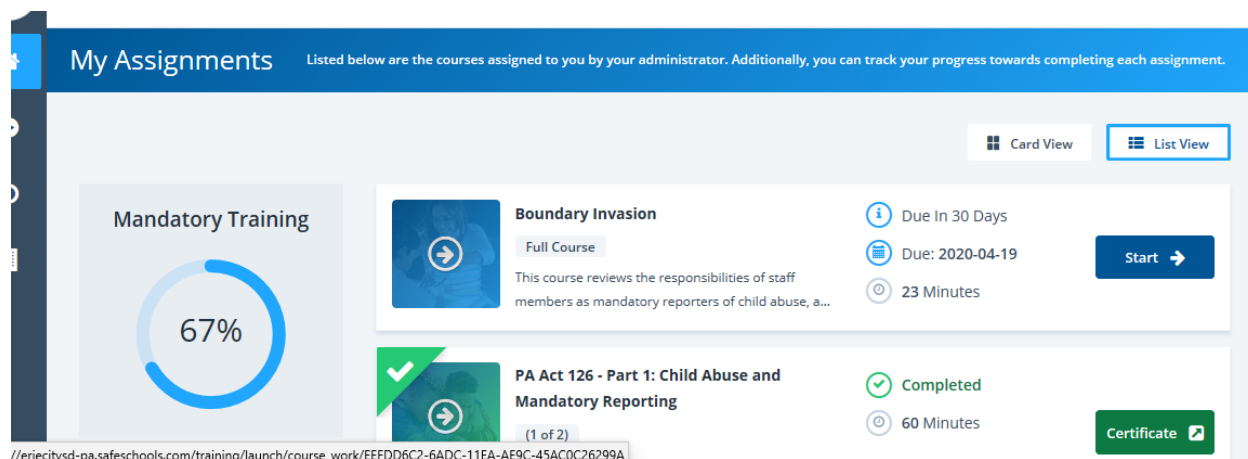 My Assignments
Listed below are the courses assigned to you by your administrator. Additionally, you can track your progress towards completing each assignment.
Card View
List View
Mandatory Training
67%
Boundary Invasion
Full Course
This course reviews the responsibilities of staff
members as mandatory reporters of child abuse, a...
Due In 30 Days
Due: 2020-04-19
23 Minutes
Start
PA Act 126 - Part 1: Child Abuse and
Mandatory Reporting
(1 of 2)
Completed
60 Minutes
Certificate
//eriecitysd-pa.safeschools.com/training/launch/course_work/EEFDD6C2-6ADC-11EA-AF9C-45AC0C26299A